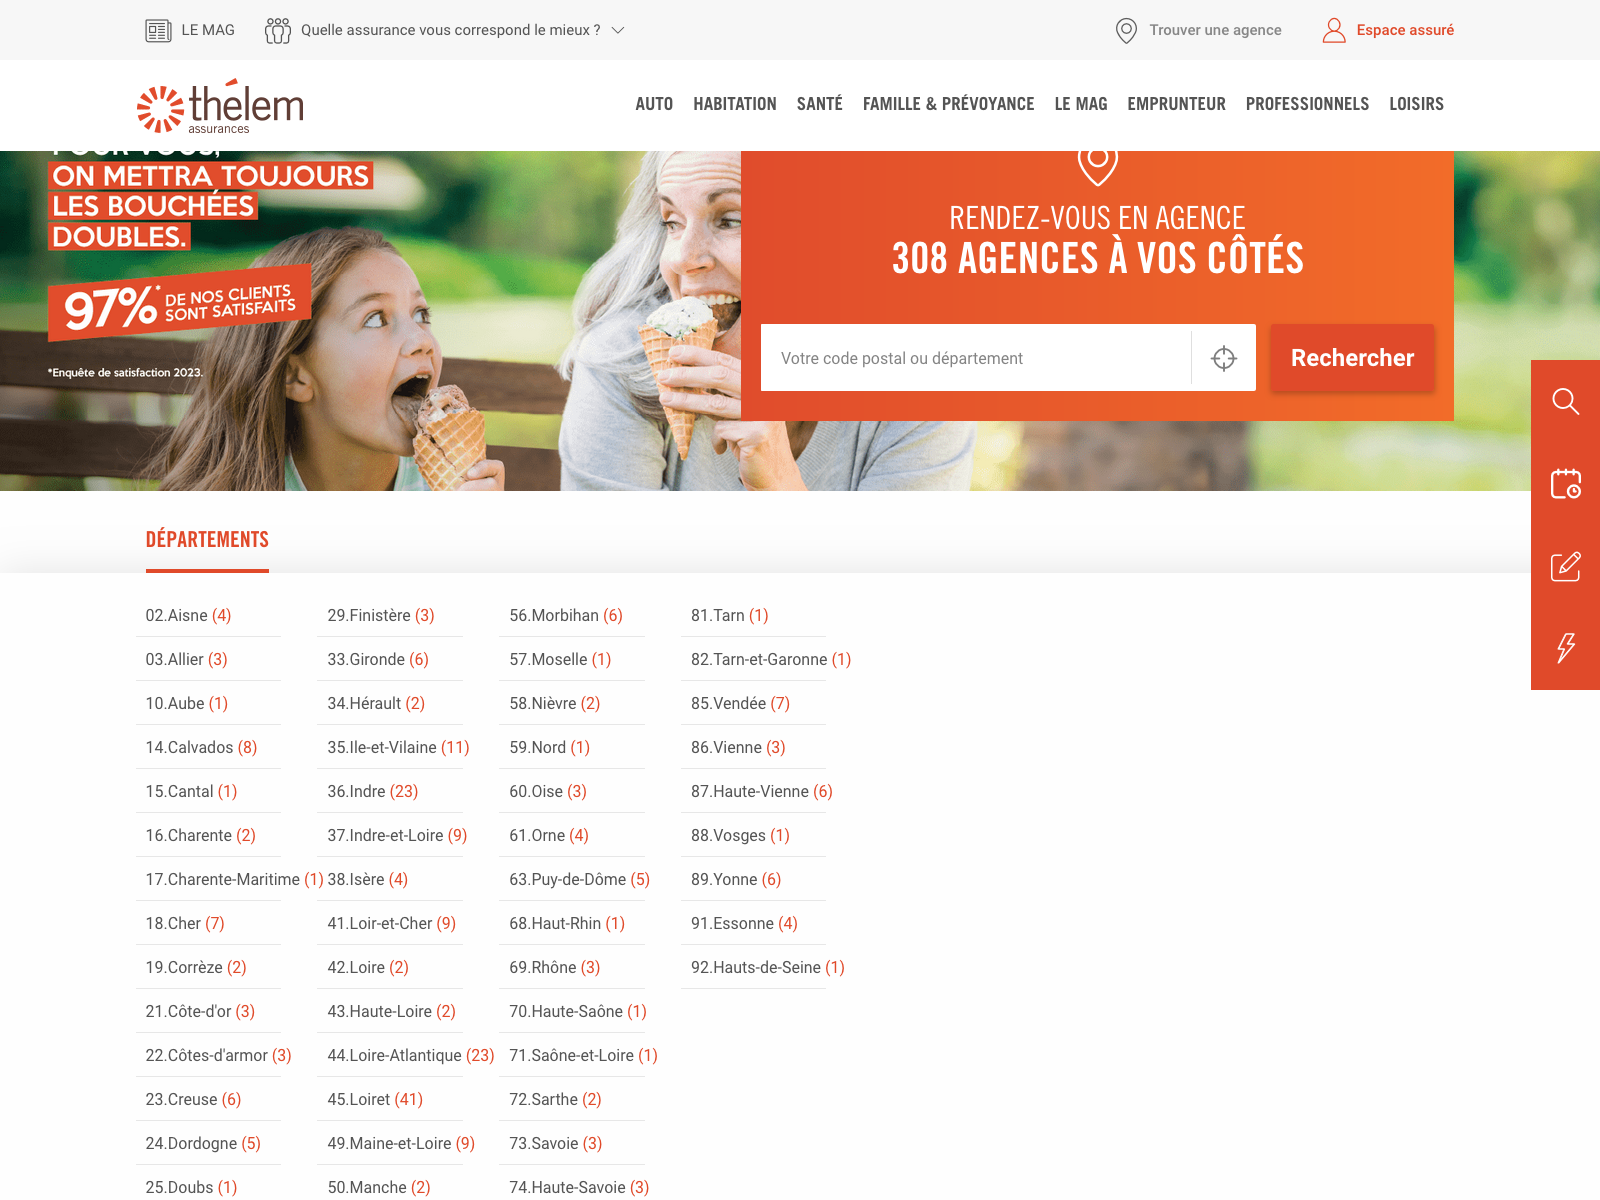 LE MAG
Quelle assurance vous correspond le mieux ?
Trouver une agence
Espace assuré
thélem
assurances
AUTO
HABITATION
SANTÉ
FAMILLE & PRÉVOYANCE
LE MAG
EMPRUNTEUR
PROFESSIONNELS
LOISIRS
POUR VOUS,
ON METTRA TOUJOURS
LES BOUCHÉES
DOUBLES.
97%* DE NOS CLIENTS
SONT SATISFAITS
*Enquête de satisfaction 2023.
RENDEZ-VOUS EN AGENCE
308 AGENCES À VOS CÔTÉS
Votre code postal ou département
Rechercher
DÉPARTEMENTS
02.Aisne (4)
03.Allier (3)
10.Aube (1)
14.Calvados (8)
15.Cantal (1)
16.Charente (2)
17.Charente-Maritime (1)
18.Cher (7)
19.Corrèze (2)
21.Côte-d'or (3)
22.Côtes-d'armor (3)
23.Creuse (6)
24.Dordogne (5)
25.Doubs (1)
29.Finistère (3)
33.Gironde (6)
34.Hérault (2)
35.Ile-et-Vilaine (11)
36.Indre (23)
37.Indre-et-Loire (9)
38.Isère (4)
41.Loir-et-Cher (9)
42.Loire (2)
43.Haute-Loire (2)
44.Loire-Atlantique (23)
45.Loiret (41)
49.Maine-et-Loire (9)
50.Manche (2)
56.Morbihan (6)
57.Moselle (1)
58.Nièvre (2)
59.Nord (1)
60.Oise (3)
61.Orne (4)
63.Puy-de-Dôme (5)
68.Haut-Rhin (1)
69.Rhône (3)
70.Haute-Saône (1)
71.Saône-et-Loire (1)
72.Sarthe (2)
73.Savoie (3)
74.Haute-Savoie (3)
81.Tarn (1)
82.Tarn-et-Garonne (1)
85.Vendée (7)
86.Vienne (3)
87.Haute-Vienne (6)
88.Vosges (1)
89.Yonne (6)
91.Essonne (4)
92.Hauts-de-Seine (1)